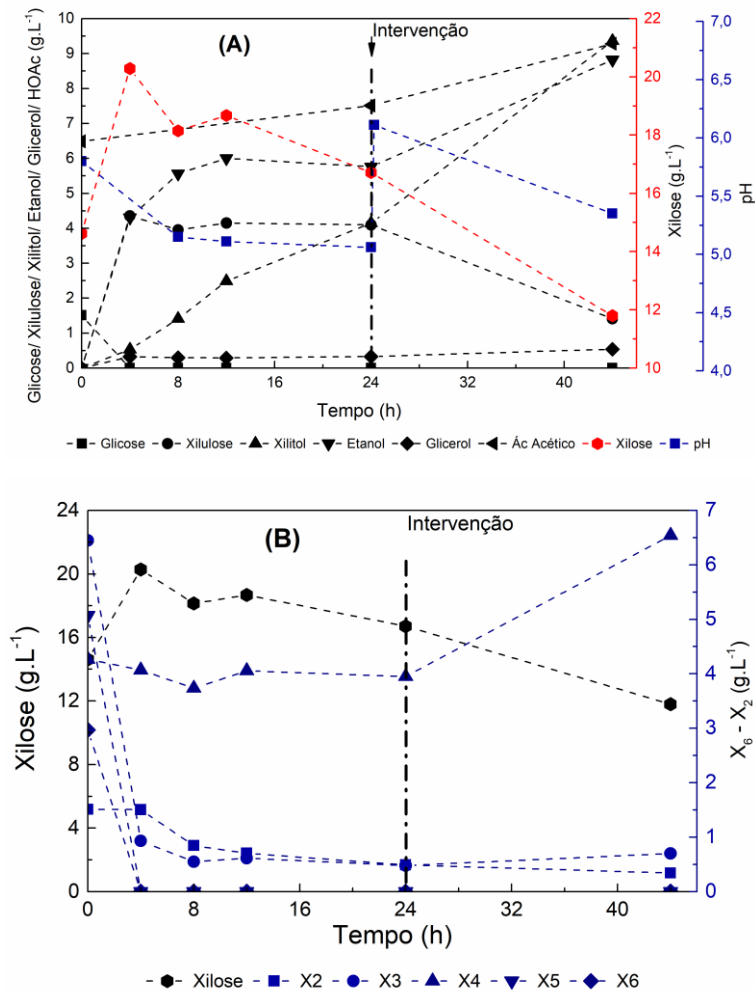 (A)
Intervenção
Glicose/ Xilulose/ Xilitol/ Etanol/ Glicerol/ HOAc (g.L⁻¹)
10
9
8
7
6
5
4
3
2
1
0
22
20
18
16
14
12
10
Xilose (g.L⁻¹)
7,0
6,5
6,0
5,5
5,0
4,5
4,0
pH
0 8 16 24 32 40
Tempo (h)
Glicose Xilulose Xilitol Etanol Glicerol Ác Acético Xilose pH
(B)
Intervenção
Xilose (g.L⁻¹)
24
20
16
12
8
4
0
7
6
5
4
3
2
1
0
X₆ - X₂ (g.L⁻¹)
0 8 16 24 32 40
Tempo (h)
Xilose X2 X3 X4 X5 X6